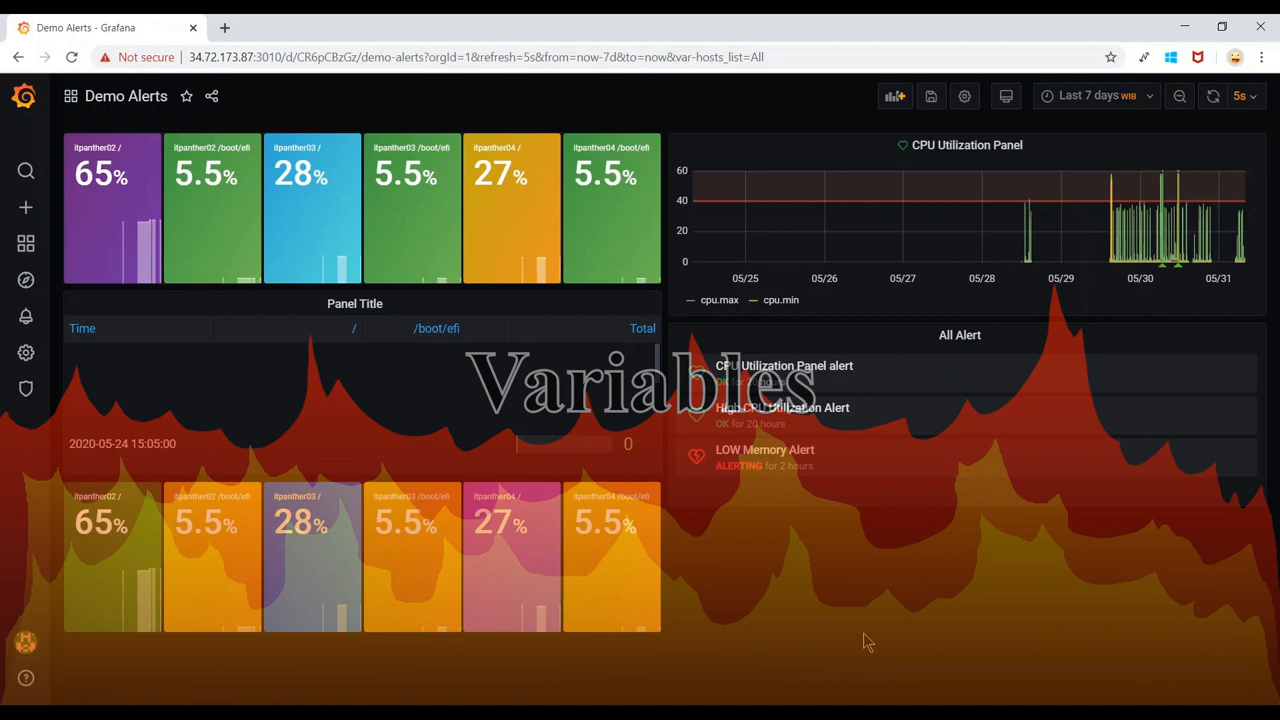 Demo Alerts - Grafana
Not secure 34.72.173.87:3010/d/CR6pCBzGz/demo-alerts?orgId=1&refresh=5s&from=now-7d&to=now&var-hosts_list=All
Demo Alerts
Last 7 days WIB
5s
itpanther02 /
65%
itpanther02 /boot/efi
5.5%
itpanther03 /
28%
itpanther03 /boot/efi
5.5%
itpanther04 /
27%
itpanther04 /boot/efi
5.5%
CPU Utilization Panel
60
40
20
0
05/25 05/26 05/27 05/28 05/29 05/30 05/31
cpu.max cpu.min
Panel Title
Time / /boot/efi Total
2020-05-24 15:05:00 0
All Alert
CPU Utilization Panel alert
OK for 20 hours
High CPU Utilization Alert
OK for 20 hours
LOW Memory Alert
ALERTING for 2 hours
Variables
itpanther02 /
65%
itpanther02 /boot/efi
5.5%
itpanther03 /
28%
itpanther03 /boot/efi
5.5%
itpanther04 /
27%
itpanther04 /boot/efi
5.5%